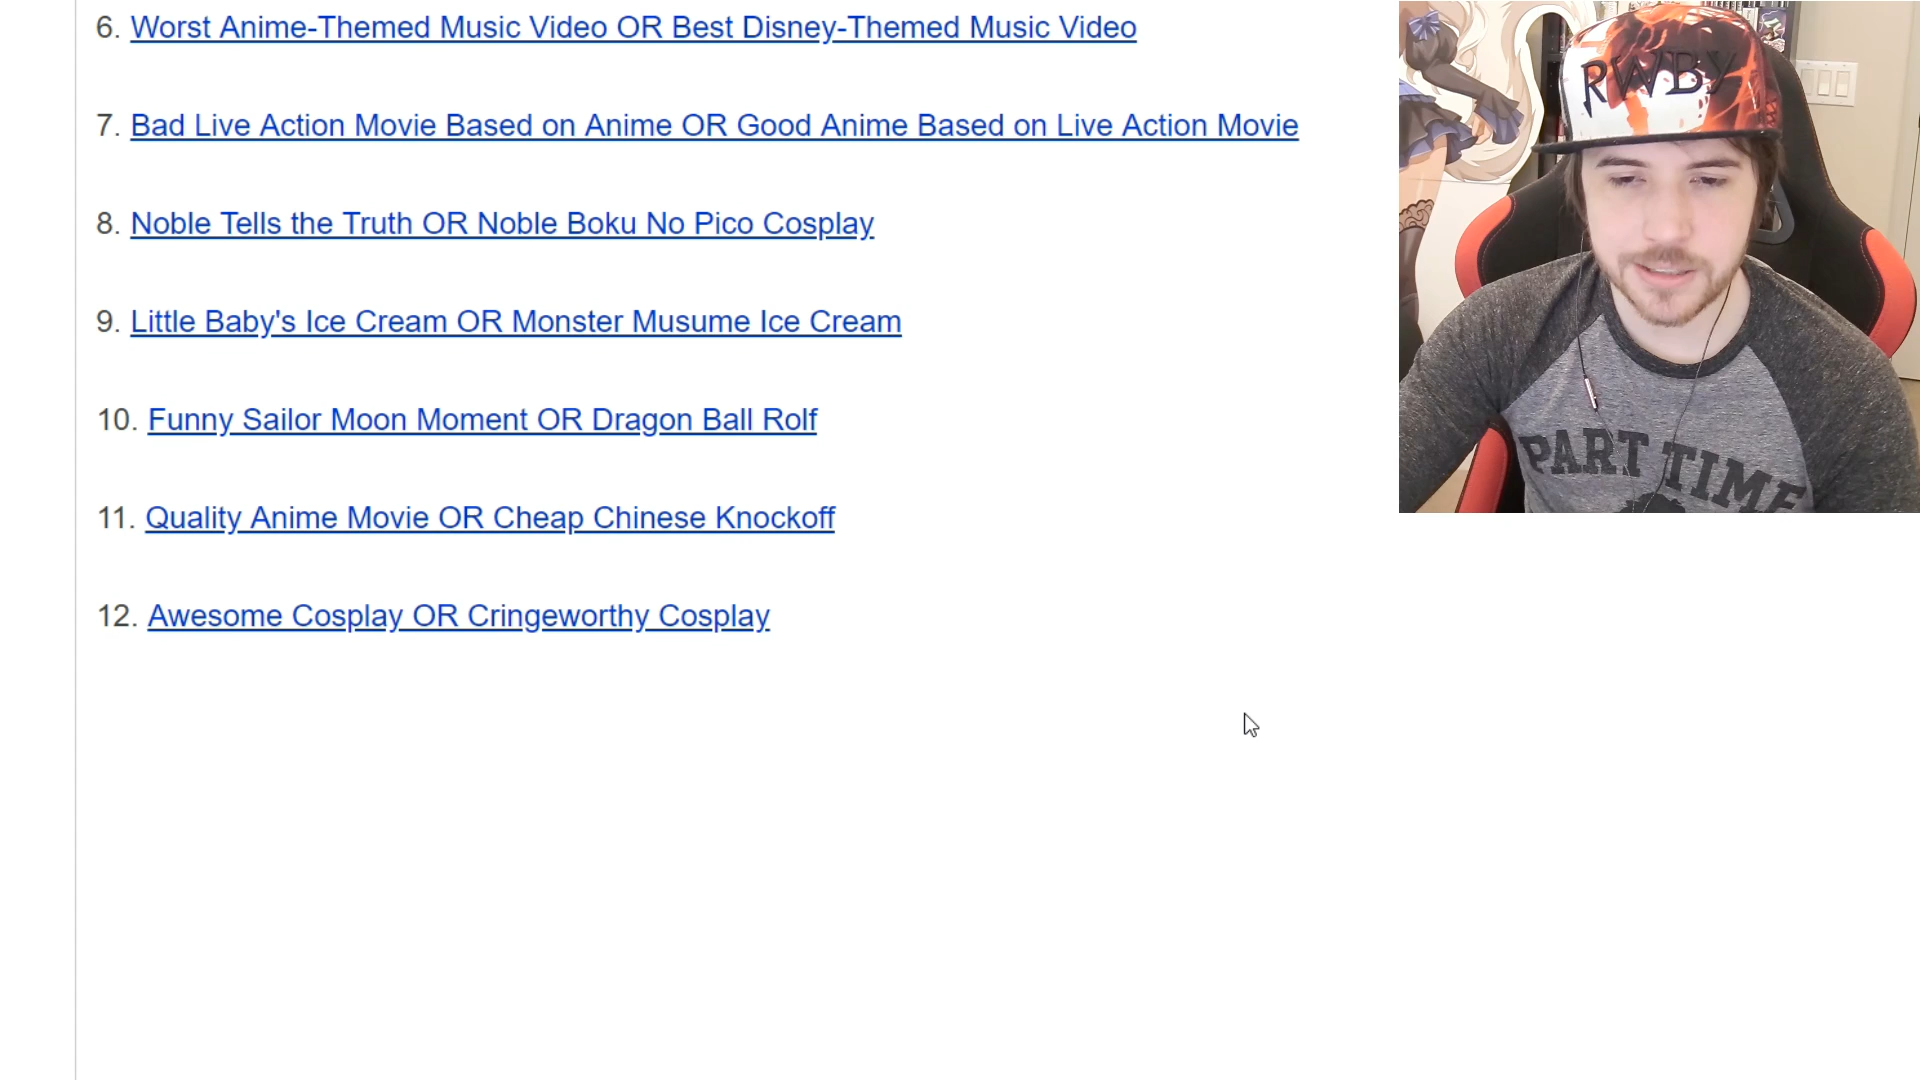 6. Worst Anime-Themed Music Video OR Best Disney-Themed Music Video
7. Bad Live Action Movie Based on Anime OR Good Anime Based on Live Action Movie
8. Noble Tells the Truth OR Noble Boku No Pico Cosplay
9. Little Baby's Ice Cream OR Monster Musume Ice Cream
10. Funny Sailor Moon Moment OR Dragon Ball Rolf
11. Quality Anime Movie OR Cheap Chinese Knockoff
12. Awesome Cosplay OR Cringeworthy Cosplay
RWBY
PART TIME